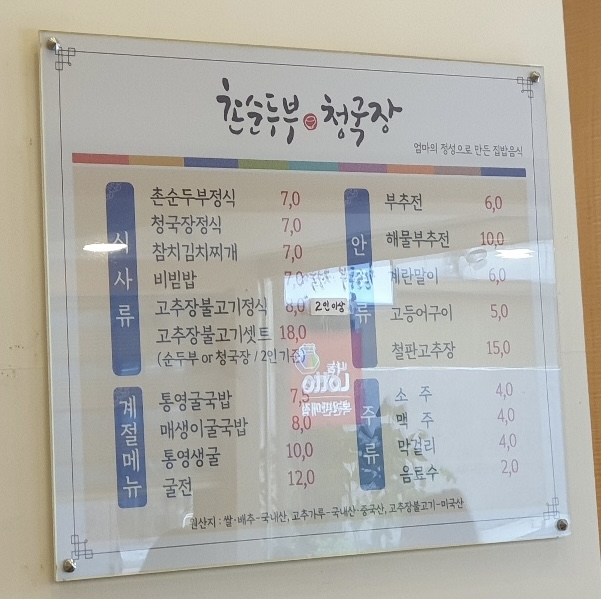 촌순두부 청국장
엄마의 정성으로 만든 집밥음식
식사류
촌순두부정식 7,0
청국장정식 7,0
참치김치찌개 7,0
비빔밥 7,0
고추장불고기정식 8,0 2인이상
고추장불고기셋트 18,0
(순두부 or 청국장 / 2인기준)
계절메뉴
통영굴국밥 7,5
매생이굴국밥 8,0
통영생굴 10,0
굴전 12,0
안주류
부추전 6,0
해물부추전 10,0
계란말이 6,0
고등어구이 5,0
철판고추장 15,0
주류
소주 4,0
맥주 4,0
막걸리 4,0
음료수 2,0
원산지 : 쌀·배추-국내산, 고추가루-국내산·중국산, 고추장불고기-미국산
Lotto